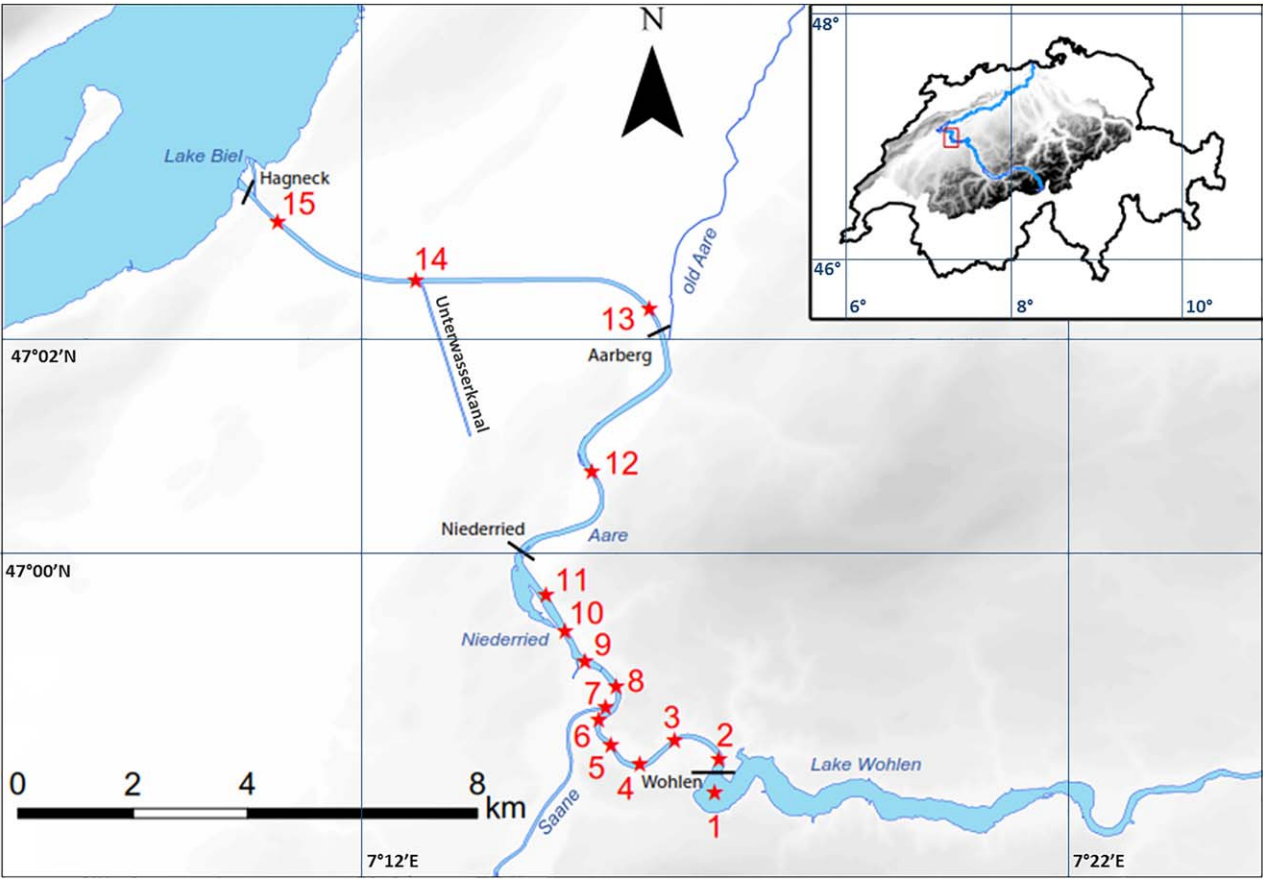 N
48°
46°
6°
8°
10°
Lake Biel
Hagneck
15
14
old Aare
13
Unterwasserkanal
47°02’N
Aarberg
12
Niederried
Aare
47°00’N
11
10
Niederried
9
8
7
3
2
6
5
4
Wohlen
Lake Wohlen
1
0
2
4
8
km
Saane
7°12’E
7°22’E